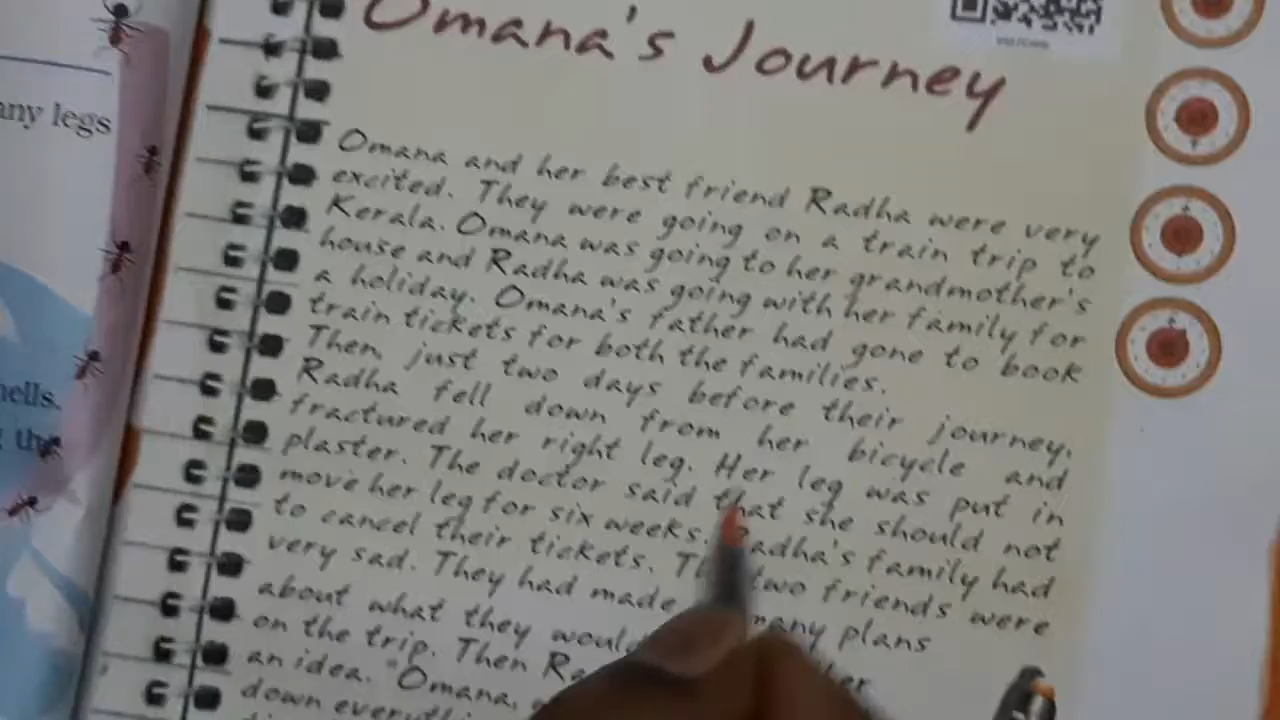 Omana's Journey
any legs
Omana and her best friend Radha were very
excited. They were going on a train trip to
Kerala. Omana was going to her grandmother's
house and Radha was going with her family for
a holiday. Omana's father had gone to book
train tickets for both the families.
Then, just two days before their journey,
Radha fell down from her bicycle and
fractured her right leg. Her leg was put in
plaster. The doctor said that she should not
move her leg for six weeks. Radha's family had
to cancel their tickets. The two friends were
very sad. They had made many plans
about what they would
on the trip. Then
an idea. "Omana,
down